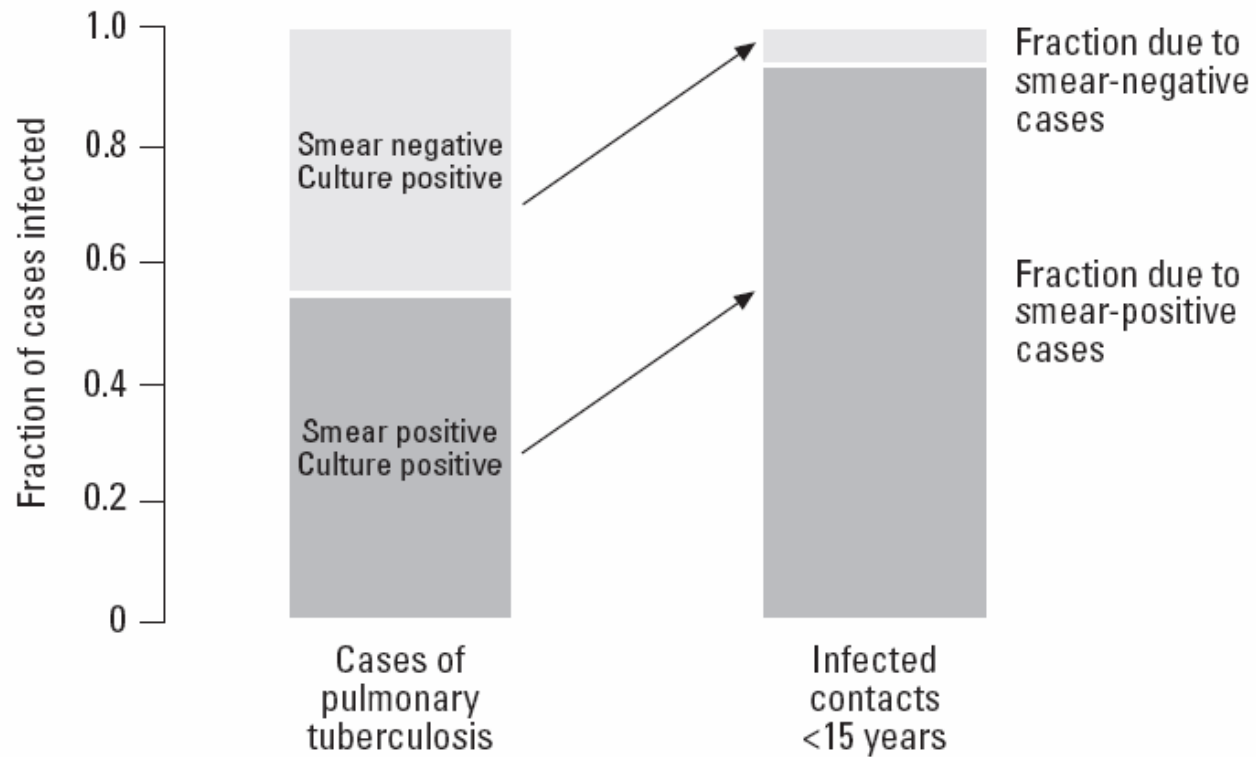 Fraction of cases infected
1.0
0.8
0.6
0.4
0.2
0
Smear negative
Culture positive
Smear positive
Culture positive
Cases of
pulmonary
tuberculosis
Infected
contacts
<15 years
Fraction due to
smear-negative
cases
Fraction due to
smear-positive
cases